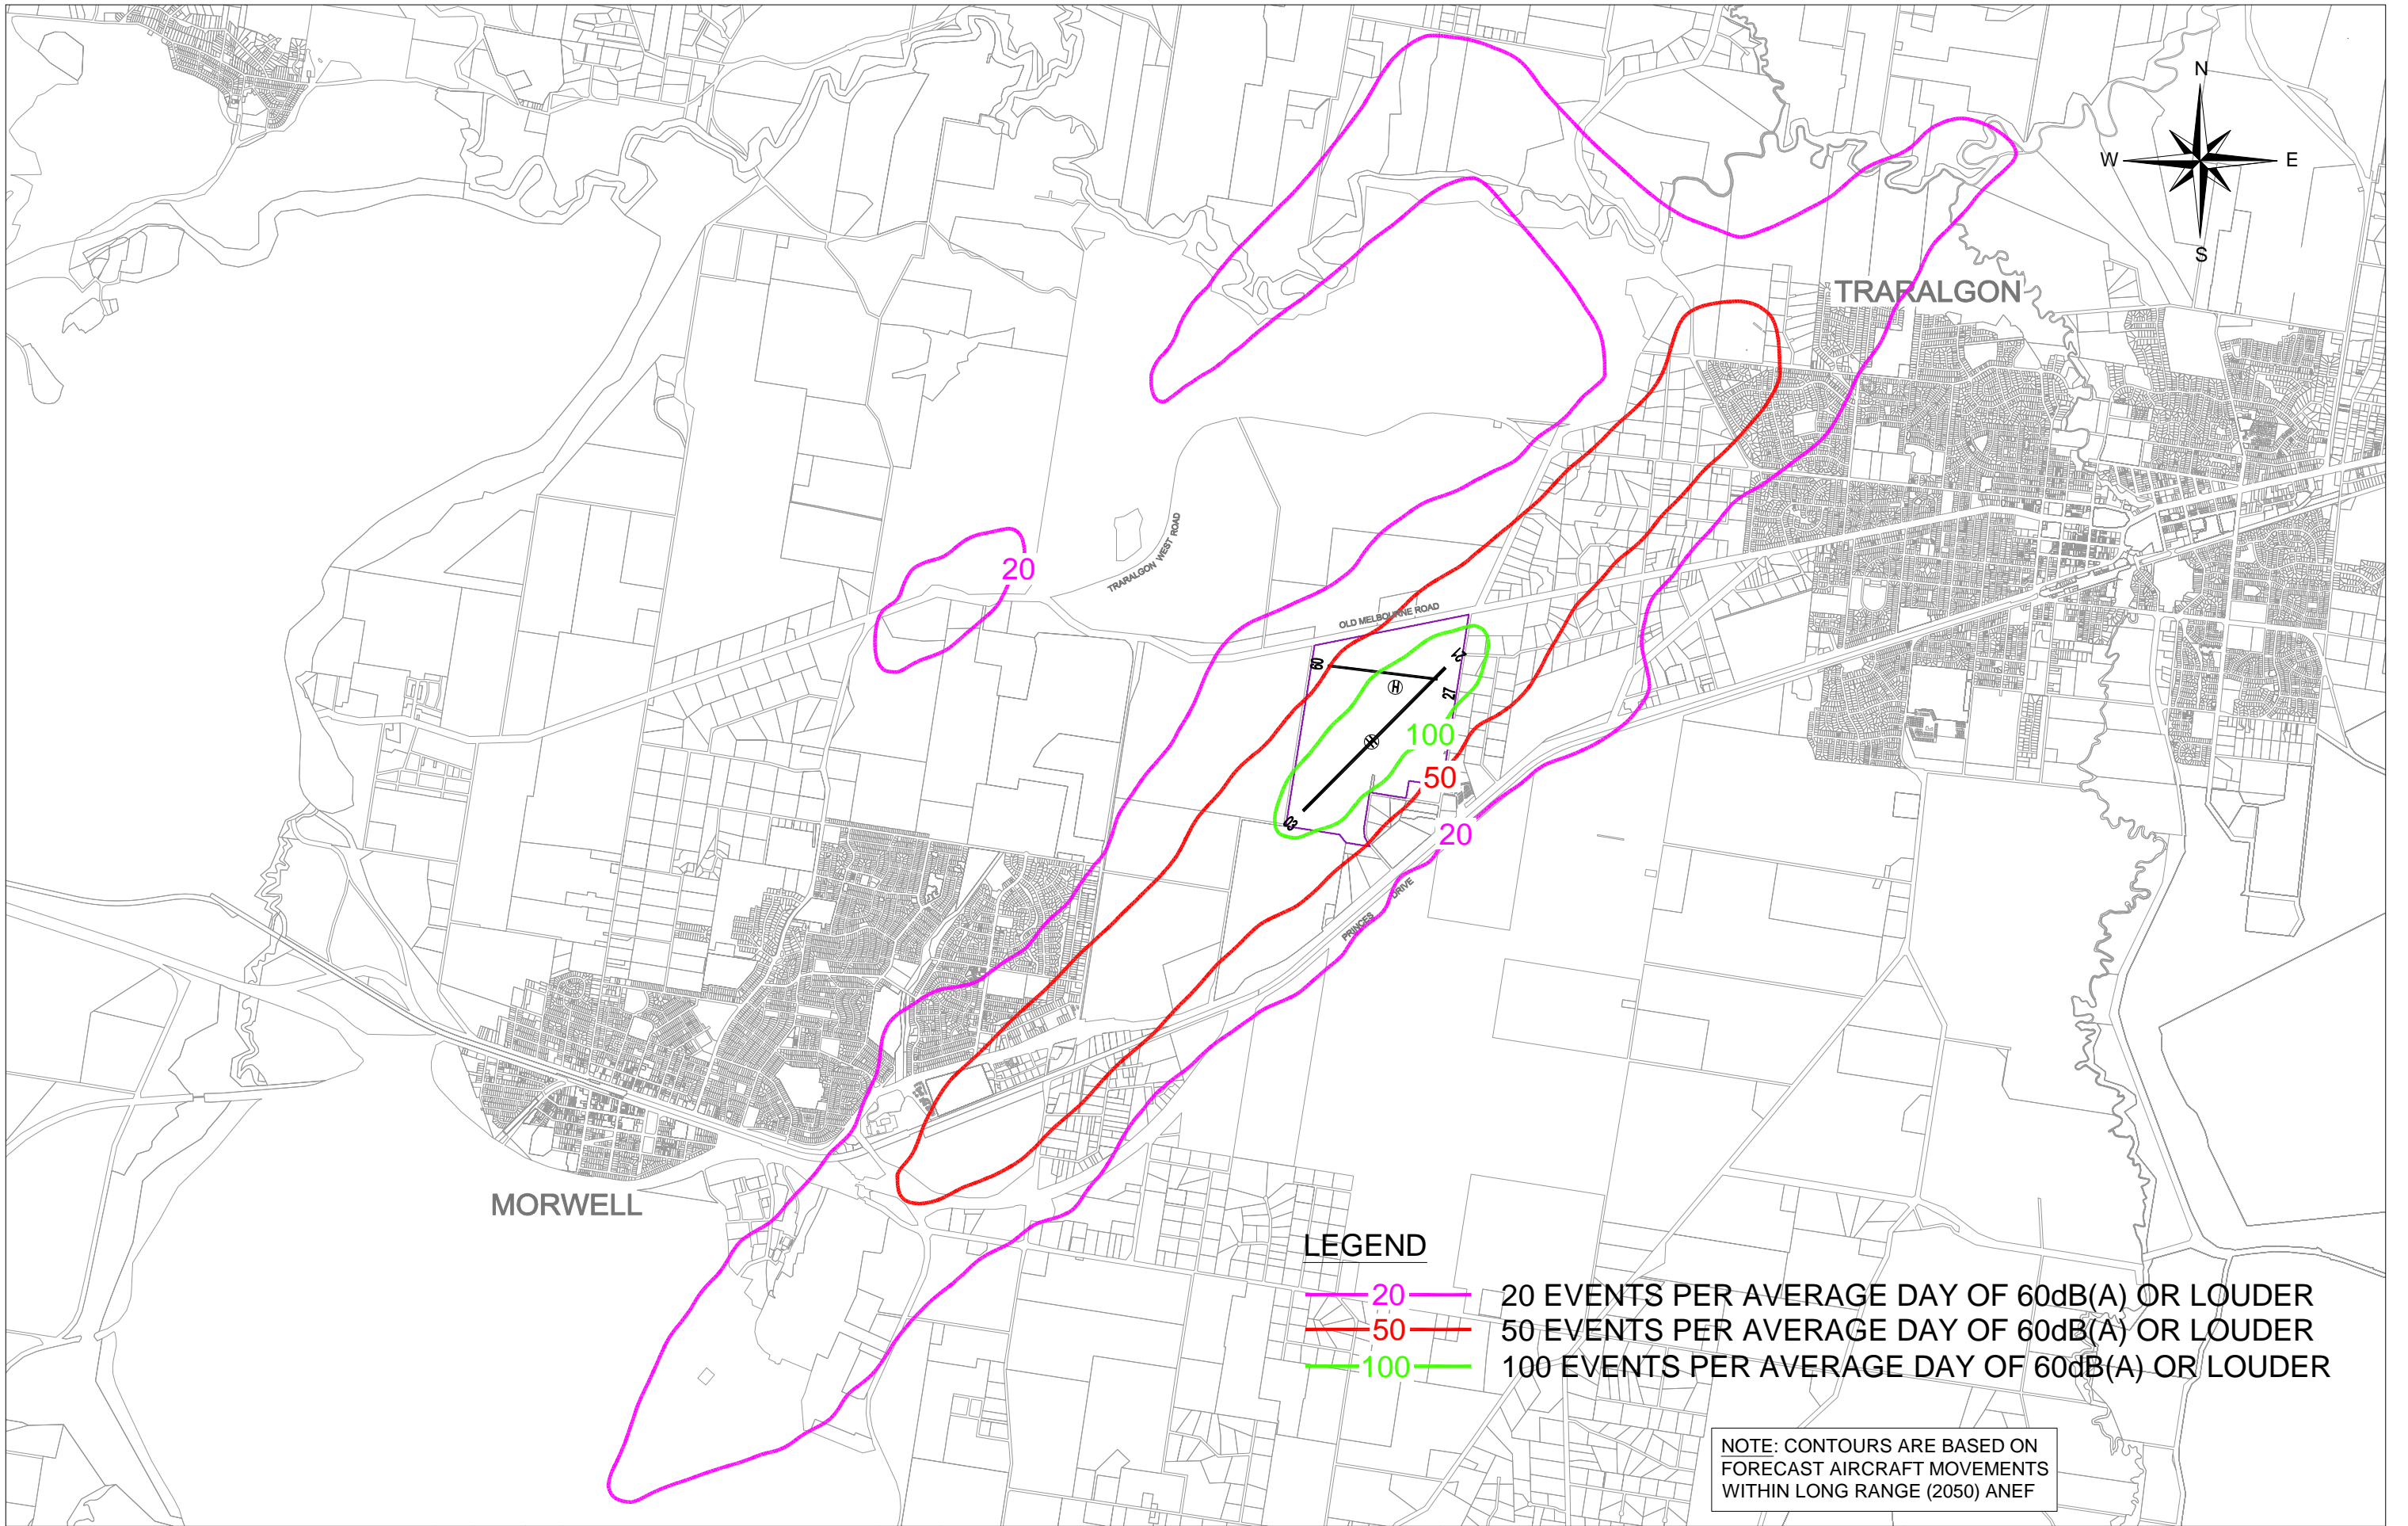 N
W
E
S
TRARALGON
TRARALGON WEST ROAD
20
OLD MELBOURNE ROAD
09
21
H
27
100
H
50
03
20
PRINCES DRIVE
MORWELL
LEGEND
20 20 EVENTS PER AVERAGE DAY OF 60dB(A) OR LOUDER
50 50 EVENTS PER AVERAGE DAY OF 60dB(A) OR LOUDER
100 100 EVENTS PER AVERAGE DAY OF 60dB(A) OR LOUDER
NOTE: CONTOURS ARE BASED ON
FORECAST AIRCRAFT MOVEMENTS
WITHIN LONG RANGE (2050) ANEF